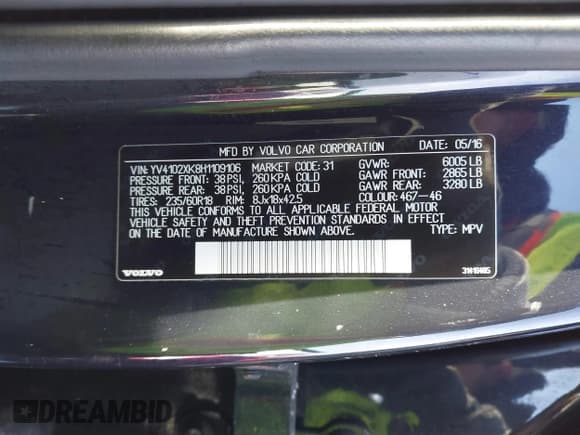 MFD BY VOLVO CAR CORPORATION DATE: 05/16
VIN: YV4102XK8H1109106 MARKET CODE: 31 GVWR: 6005 LB
PRESSURE FRONT: 38 PSI, 260 KPA COLD GAWR FRONT: 2865 LB
PRESSURE REAR: 38 PSI, 260 KPA COLD GAWR REAR: 3280 LB
TIRES: 235/60R18 RIM: 8Jx18x42.5 COLOUR: 467-46
THIS VEHICLE CONFORMS TO ALL APPLICABLE FEDERAL MOTOR
VEHICLE SAFETY AND THEFT PREVENTION STANDARDS IN EFFECT
ON THE DATE OF MANUFACTURE SHOWN ABOVE. TYPE: MPV
VOLVO
DREAMBID